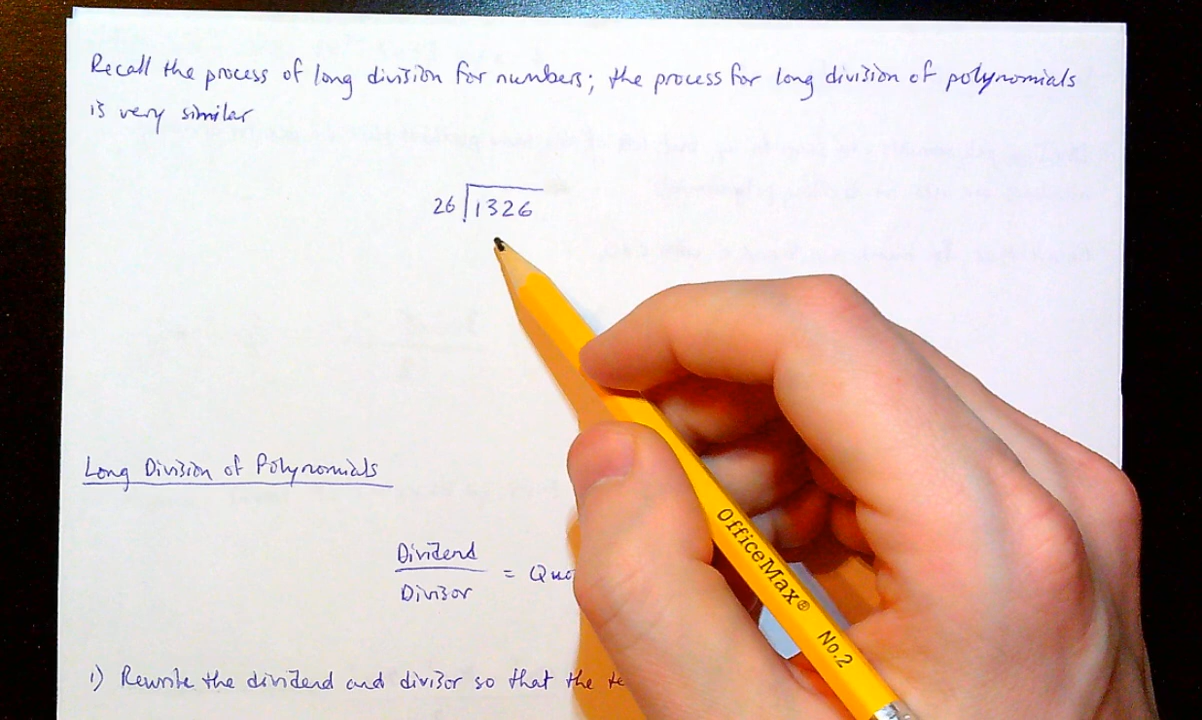 Recall the process of long division for numbers; the process for long division of polynomials
is very similar
26 1326
Long Division of Polynomials
Dividend
Divisor
= Quo
1) Rewrite the dividend and divisor so that the te
OfficeMax® No.2